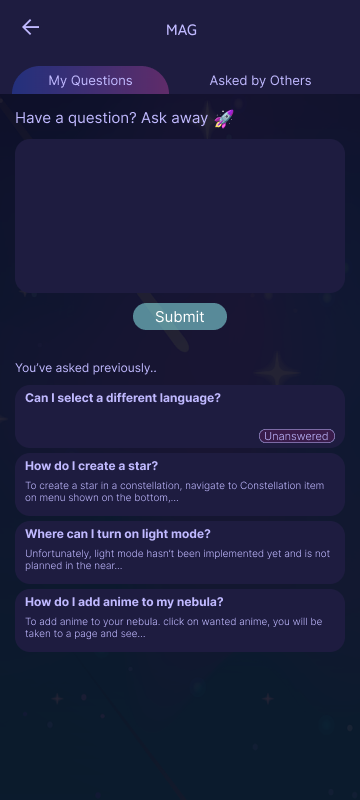 MAG
My Questions
Asked by Others
Have a question? Ask away 🚀
Submit
You've asked previously..
Can I select a different language?
Unanswered
How do I create a star?
To create a star in a constellation, navigate to Constellation item
on menu shown on the bottom,...
Where can I turn on light mode?
Unfortunately, light mode hasn't been implemented yet and is not
planned in the near...
How do I add anime to my nebula?
To add anime to your nebula. click on wanted anime, you will be
taken to a page and see...